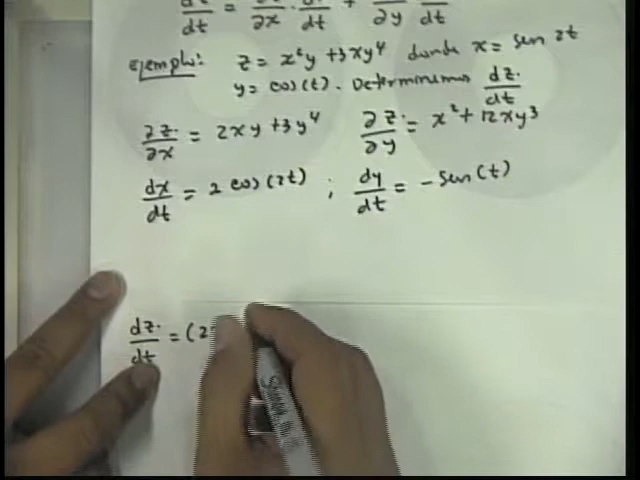 dz/dt = ∂z/∂x · dx/dt + ∂z/∂y dy/dt
Ejemplo: z = x²y + 3xy⁴ donde x = sen 2t
y = cos(t). Determinemos dz/dt
∂z/∂x = 2xy + 3y⁴ ∂z/∂y = x² + 12xy³
dx/dt = 2 cos(2t) ; dy/dt = - sen(t)
dz/dt = (2